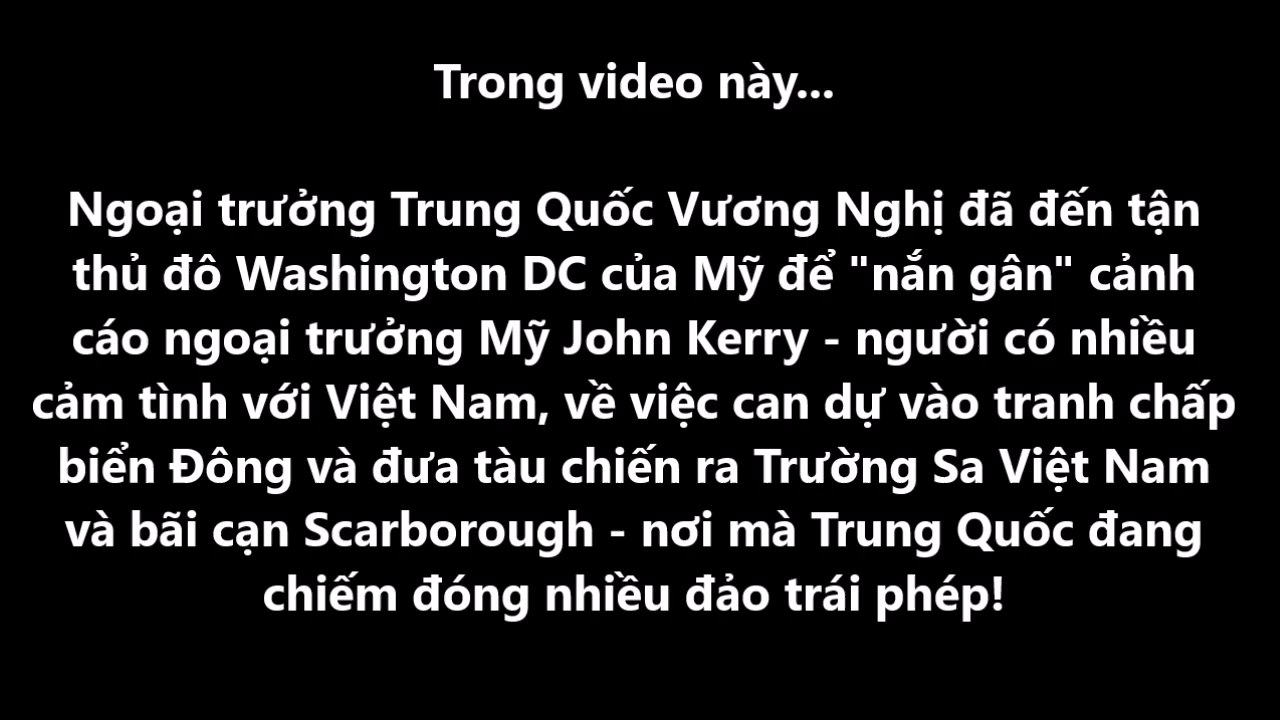 Trong video này...
Ngoại trưởng Trung Quốc Vương Nghị đã đến tận
thủ đô Washington DC của Mỹ để "nắn gân" cảnh
cáo ngoại trưởng Mỹ John Kerry - người có nhiều
cảm tình với Việt Nam, về việc can dự vào tranh chấp
biển Đông và đưa tàu chiến ra Trường Sa Việt Nam
và bãi cạn Scarborough - nơi mà Trung Quốc đang
chiếm đóng nhiều đảo trái phép!